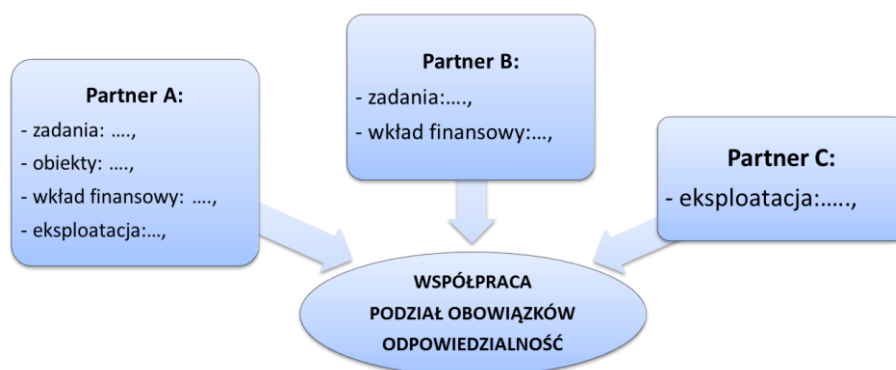 Partner A:
- zadania: ....,
- obiekty: ....,
- wkład finansowy: ....,
- eksploatacja:...,
Partner B:
- zadania:....,
- wkład finansowy:...,
Partner C:
- eksploatacja:.....,
WSPÓŁPRACA
PODZIAŁ OBOWIĄZKÓW
ODPOWIEDZIALNOŚĆ